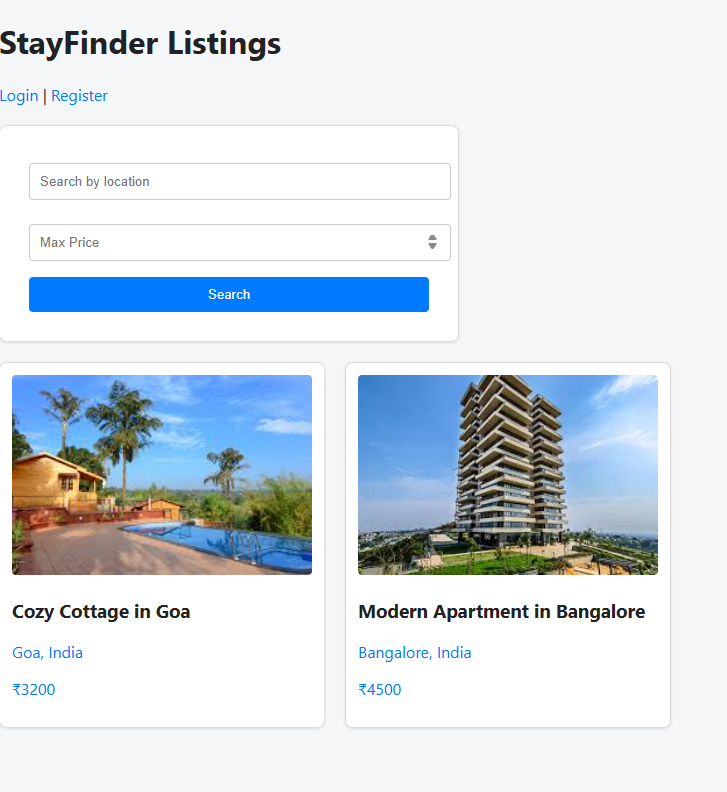 StayFinder Listings
Login | Register
Search by location
Max Price
Search
Cozy Cottage in Goa
Goa, India
₹3200
Modern Apartment in Bangalore
Bangalore, India
₹4500